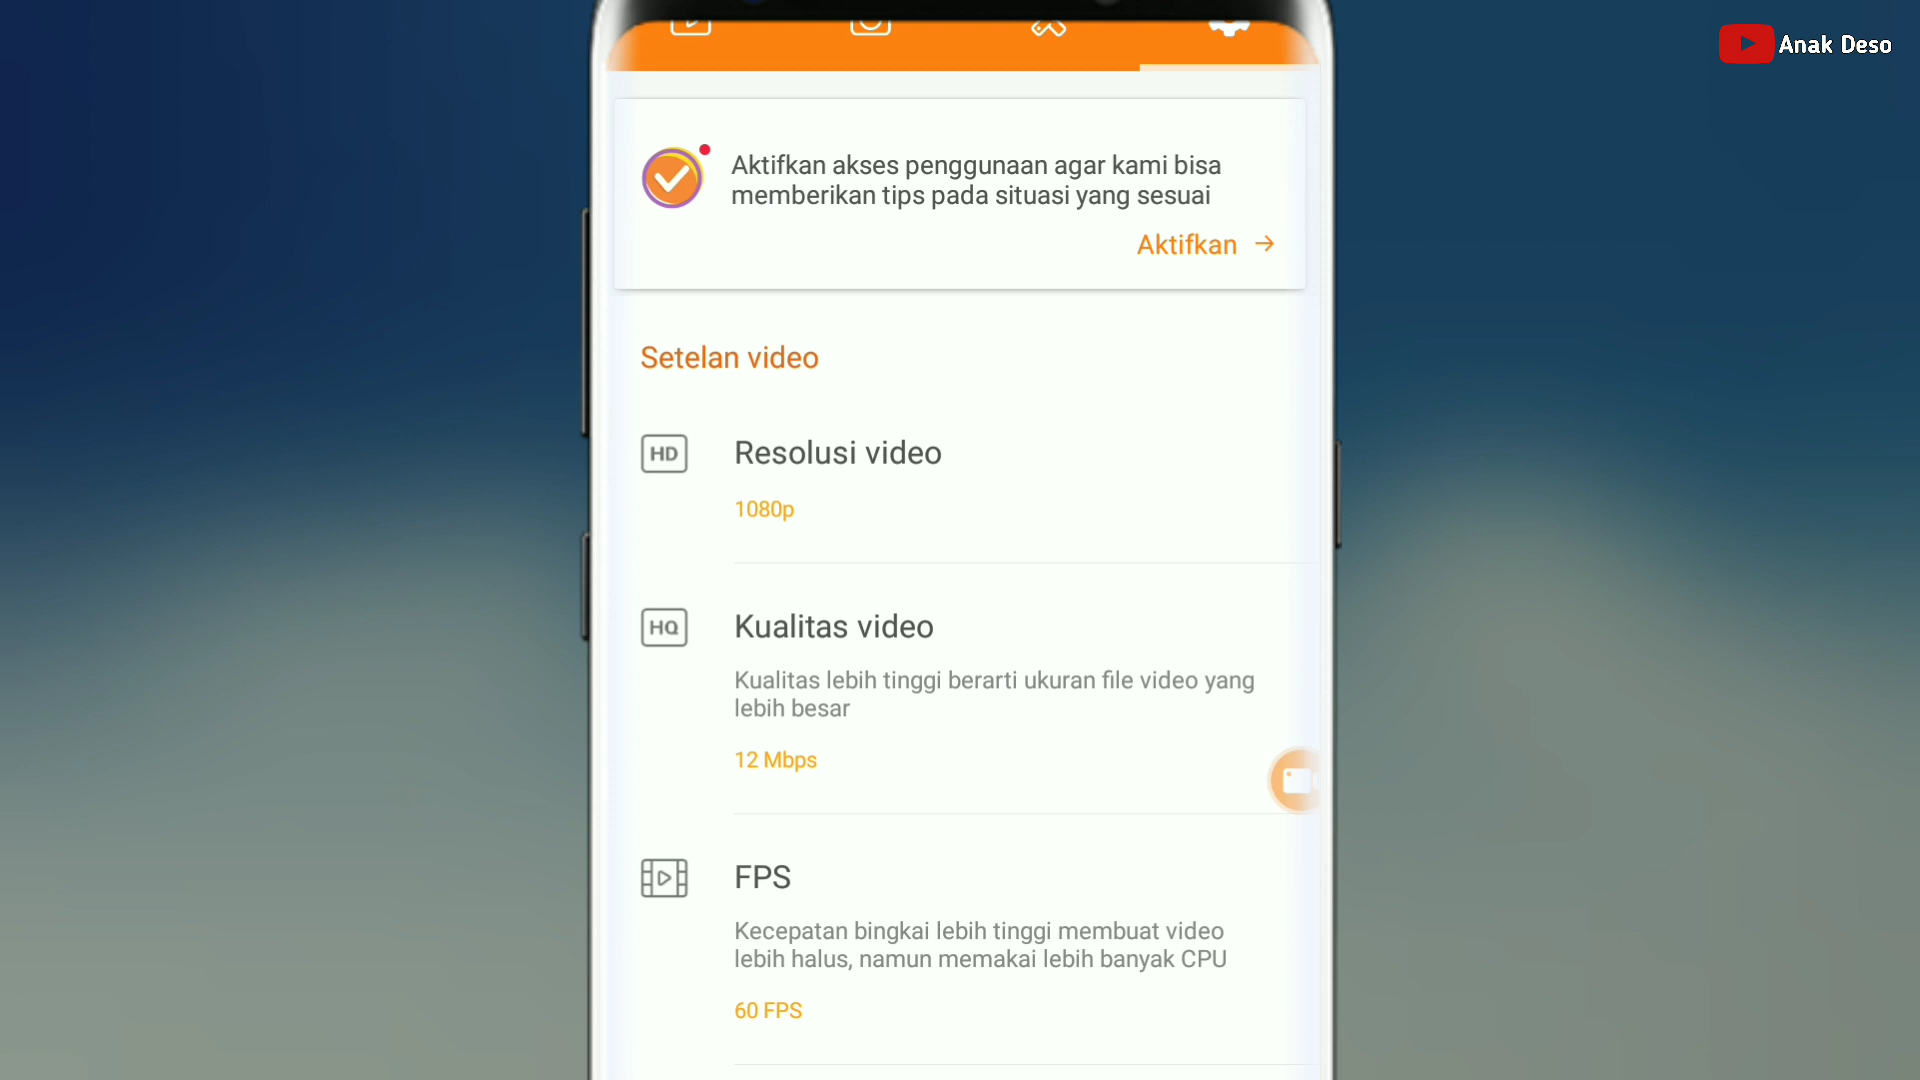 Anak Deso
Aktifkan akses penggunaan agar kami bisa
memberikan tips pada situasi yang sesuai
Aktifkan →
Setelan video
HD
Resolusi video
1080p
HQ
Kualitas video
Kualitas lebih tinggi berarti ukuran file video yang
lebih besar
12 Mbps
FPS
Kecepatan bingkai lebih tinggi membuat video
lebih halus, namun memakai lebih banyak CPU
60 FPS